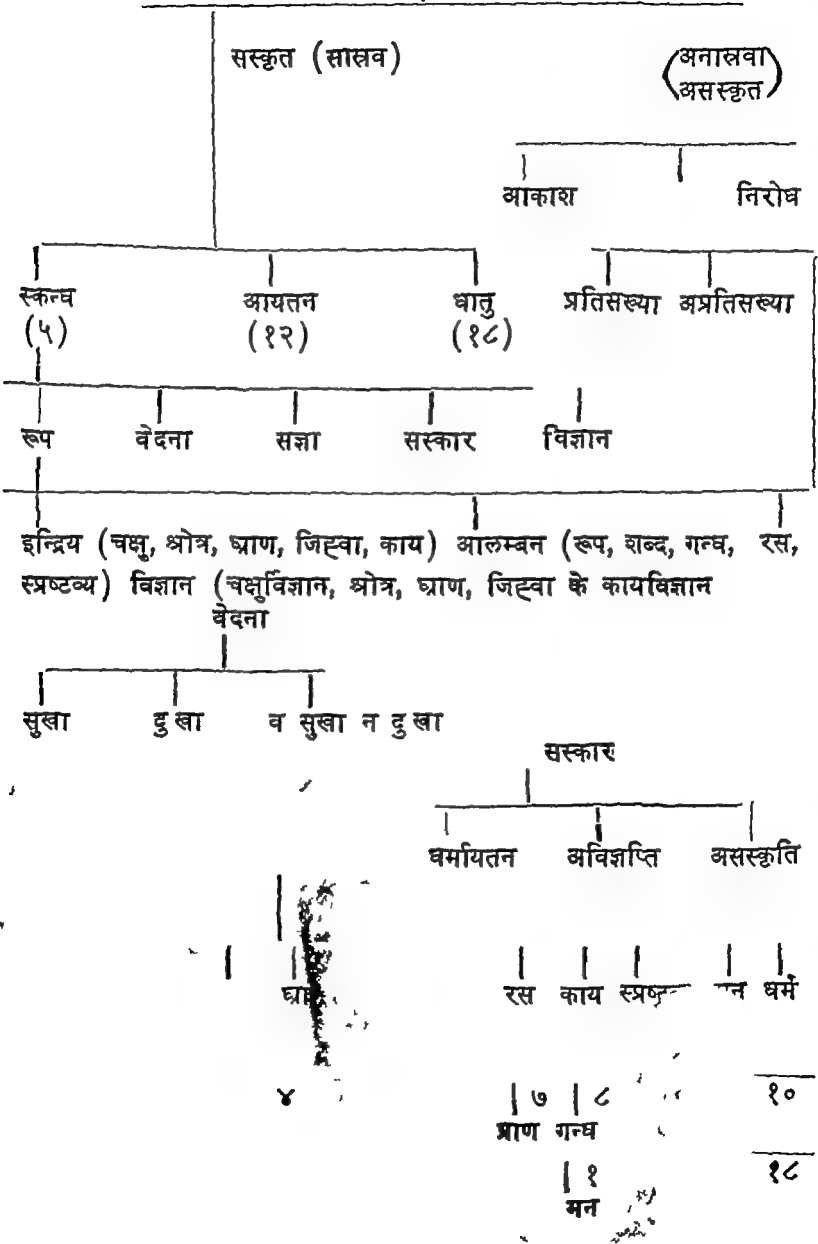 सस्कृत (सास्रव)
(अनास्रवा
असस्कृत)
आकाश निरोध
स्कन्ध आयतन धातु प्रतिसख्या अप्रतिसख्या
(५) (१२) (१८)
रूप वेदना सज्ञा सस्कार विज्ञान
इन्द्रिय (चक्षु, श्रोत्र, घ्राण, जिह्वा, काय) आलम्बन (रूप, शब्द, गन्ध, रस,
स्प्रष्टव्य) विज्ञान (चक्षुर्विज्ञान, श्रोत्र, घ्राण, जिह्वा के कायविज्ञान
वेदना
सुखा दु खा व सुखा न दु खा
सस्कार
धर्मायतन अविज्ञप्ति असस्कृति
रस काय धर्म
४ ७ ८ १०
घ्राण गन्ध
१ १८
मन